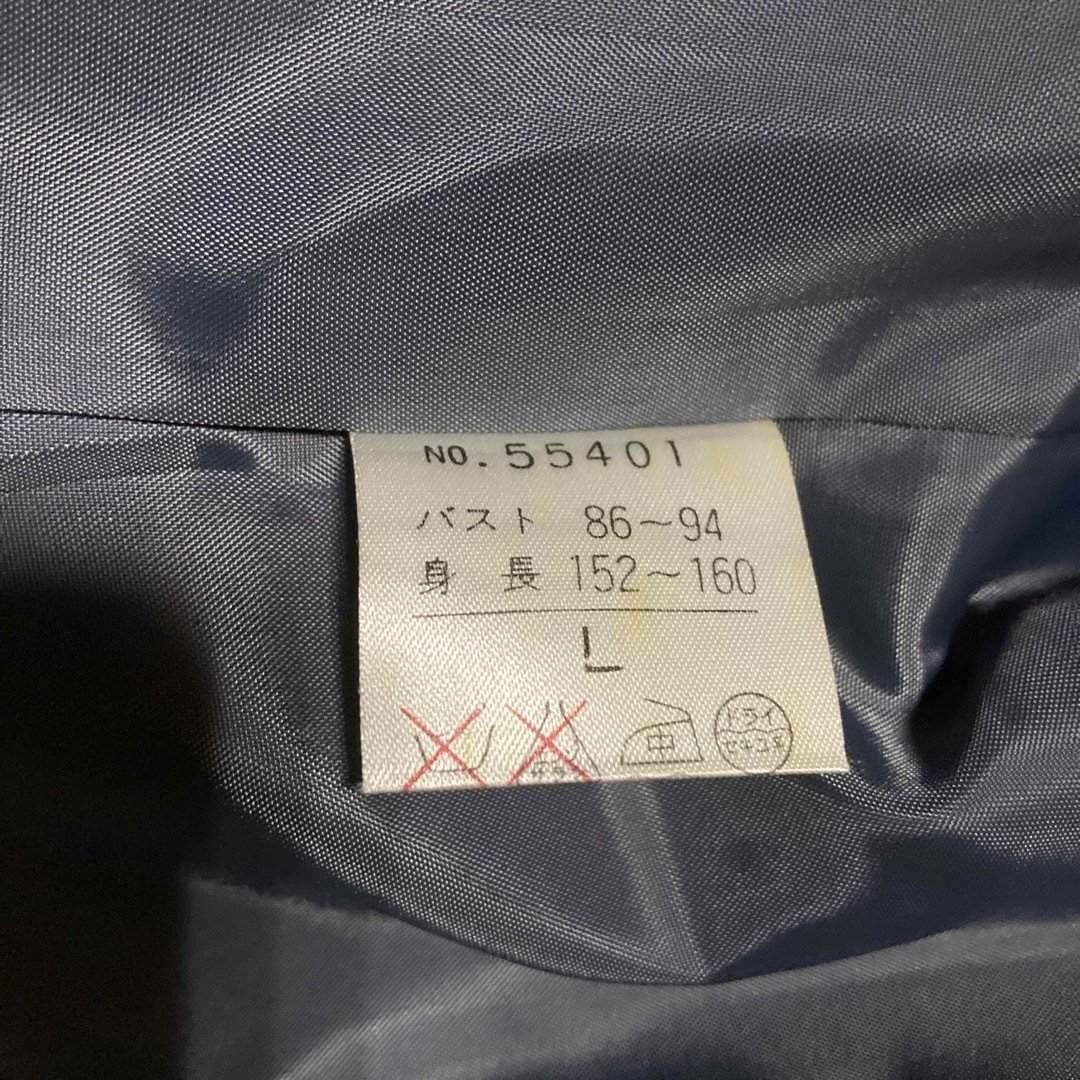 NO.55401
バスト 86〜94
身長 152〜160
L
中 ドライ
セキユ系